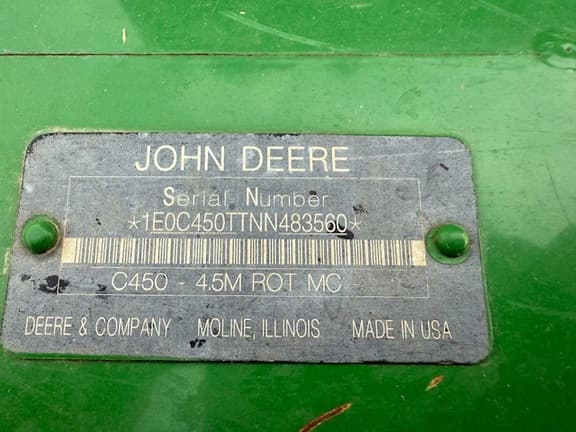 JOHN DEERE
Serial Number
*1E0C450TTNN483560*
C450 - 4.5M ROT MC
DEERE & COMPANY MOLINE, ILLINOIS MADE IN USA